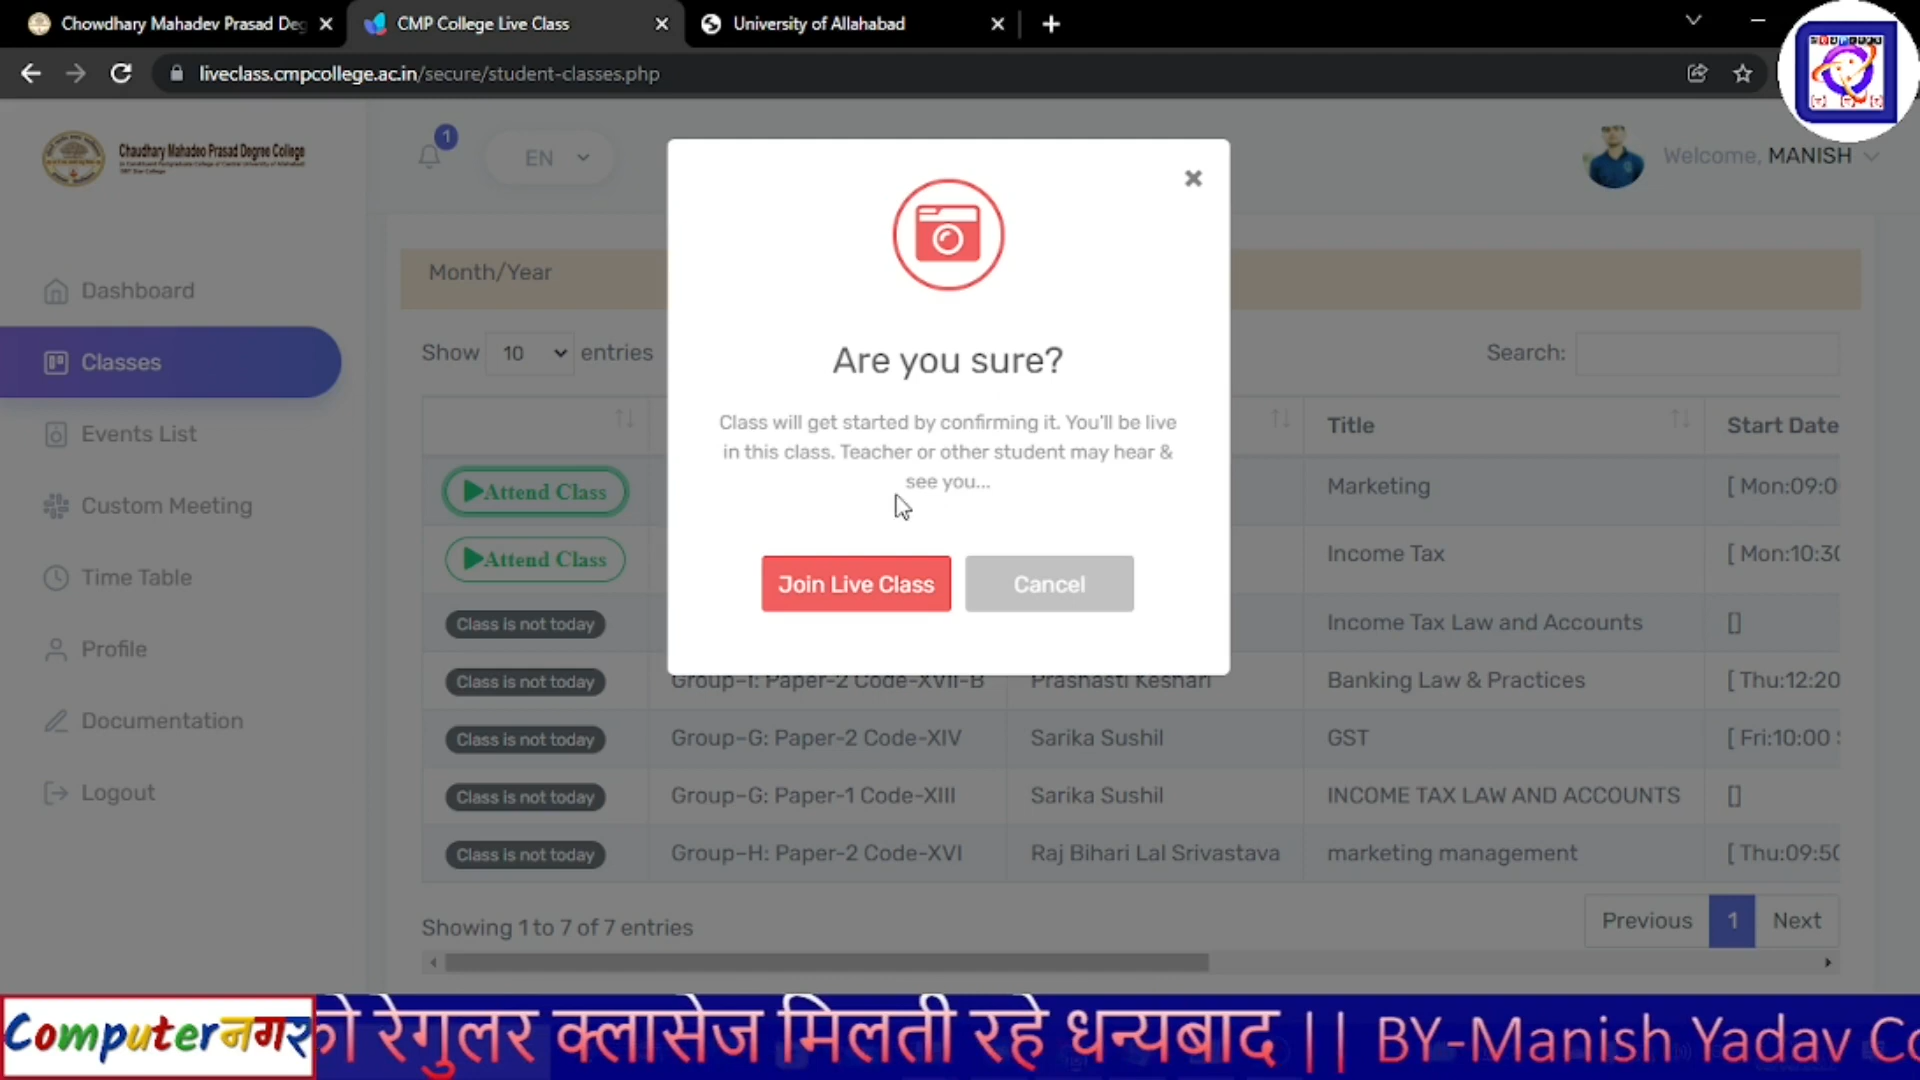 Chowdhary Mahadev Prasad Deg
CMP College Live Class
University of Allahabad
liveclass.cmpcollege.ac.in/secure/student-classes.php
Chaudhary Mahadeo Prasad Degree College
1
EN
Welcome, MANISH
Dashboard
Classes
Events List
Custom Meeting
Time Table
Profile
Documentation
Logout
Month/Year
Show 10 entries
Search:
Title
Start Date
Attend Class
Marketing
[ Mon:09:0
Attend Class
Income Tax
[ Mon:10:30
Class is not today
Income Tax Law and Accounts
[]
Class is not today
Group-I: Paper-2 Code-XVII-B
Prashasti Keshari
Banking Law & Practices
[ Thu:12:20
Class is not today
Group-G: Paper-2 Code-XIV
Sarika Sushil
GST
[ Fri:10:00
Class is not today
Group-G: Paper-1 Code-XIII
Sarika Sushil
INCOME TAX LAW AND ACCOUNTS
[]
Class is not today
Group-H: Paper-2 Code-XVI
Raj Bihari Lal Srivastava
marketing management
[ Thu:09:50
Showing 1 to 7 of 7 entries
Previous 1 Next
Are you sure?
Class will get started by confirming it. You'll be live
in this class. Teacher or other student may hear &
see you...
Join Live Class
Cancel
Computer नगर
को रेगुलर क्लासेज मिलती रहे धन्यबाद || BY-Manish Yadav Co